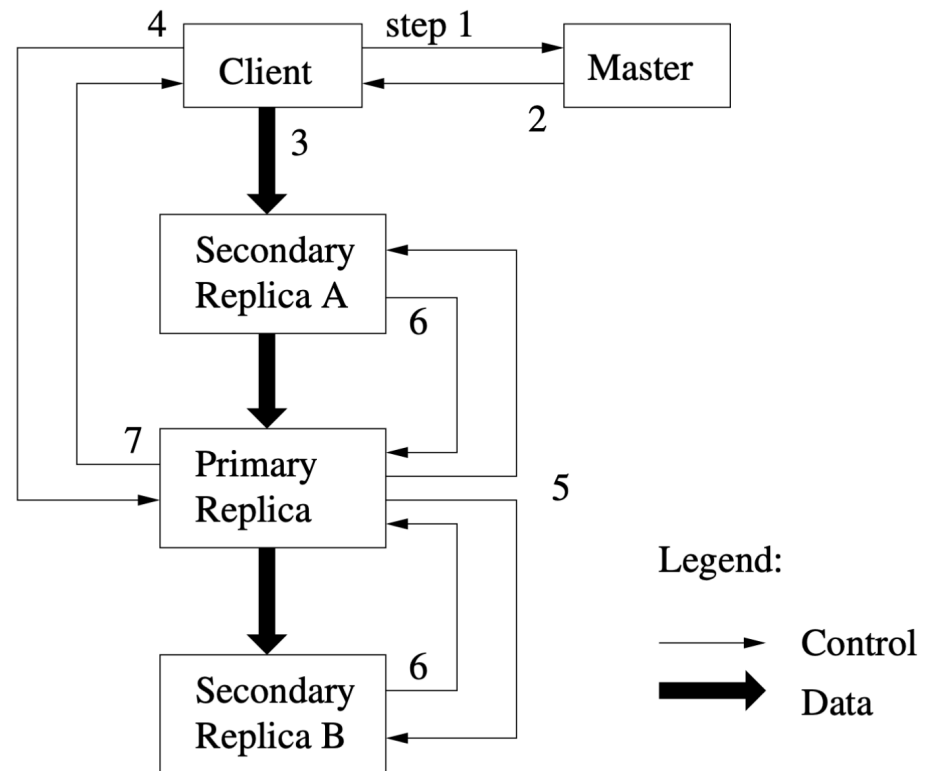 4
step 1
Client
Master
2
3
Secondary
Replica A
6
7
Primary
Replica
5
Legend:
6
Control
Secondary
Replica B
Data